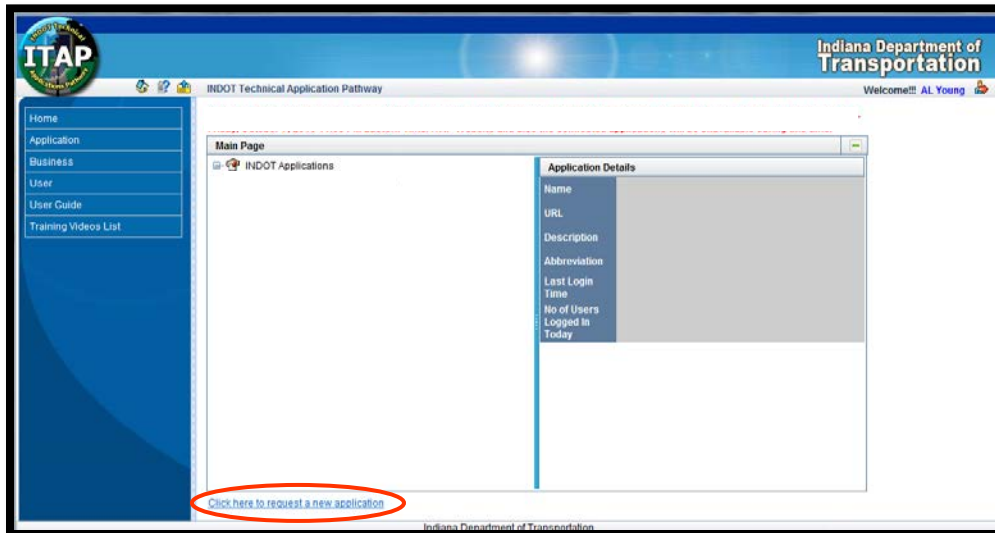 INDOT Technical
ITAP
Applications Pathway
Indiana Department of
Transportation
INDOT Technical Application Pathway
Welcome!!! AL Young
Home
Application
Business
User
User Guide
Training Videos List
Main Page
INDOT Applications
Application Details
Name
URL
Description
Abbreviation
Last Login
Time
No of Users
Logged In
Today
Click here to request a new application
Indiana Department of Transportation